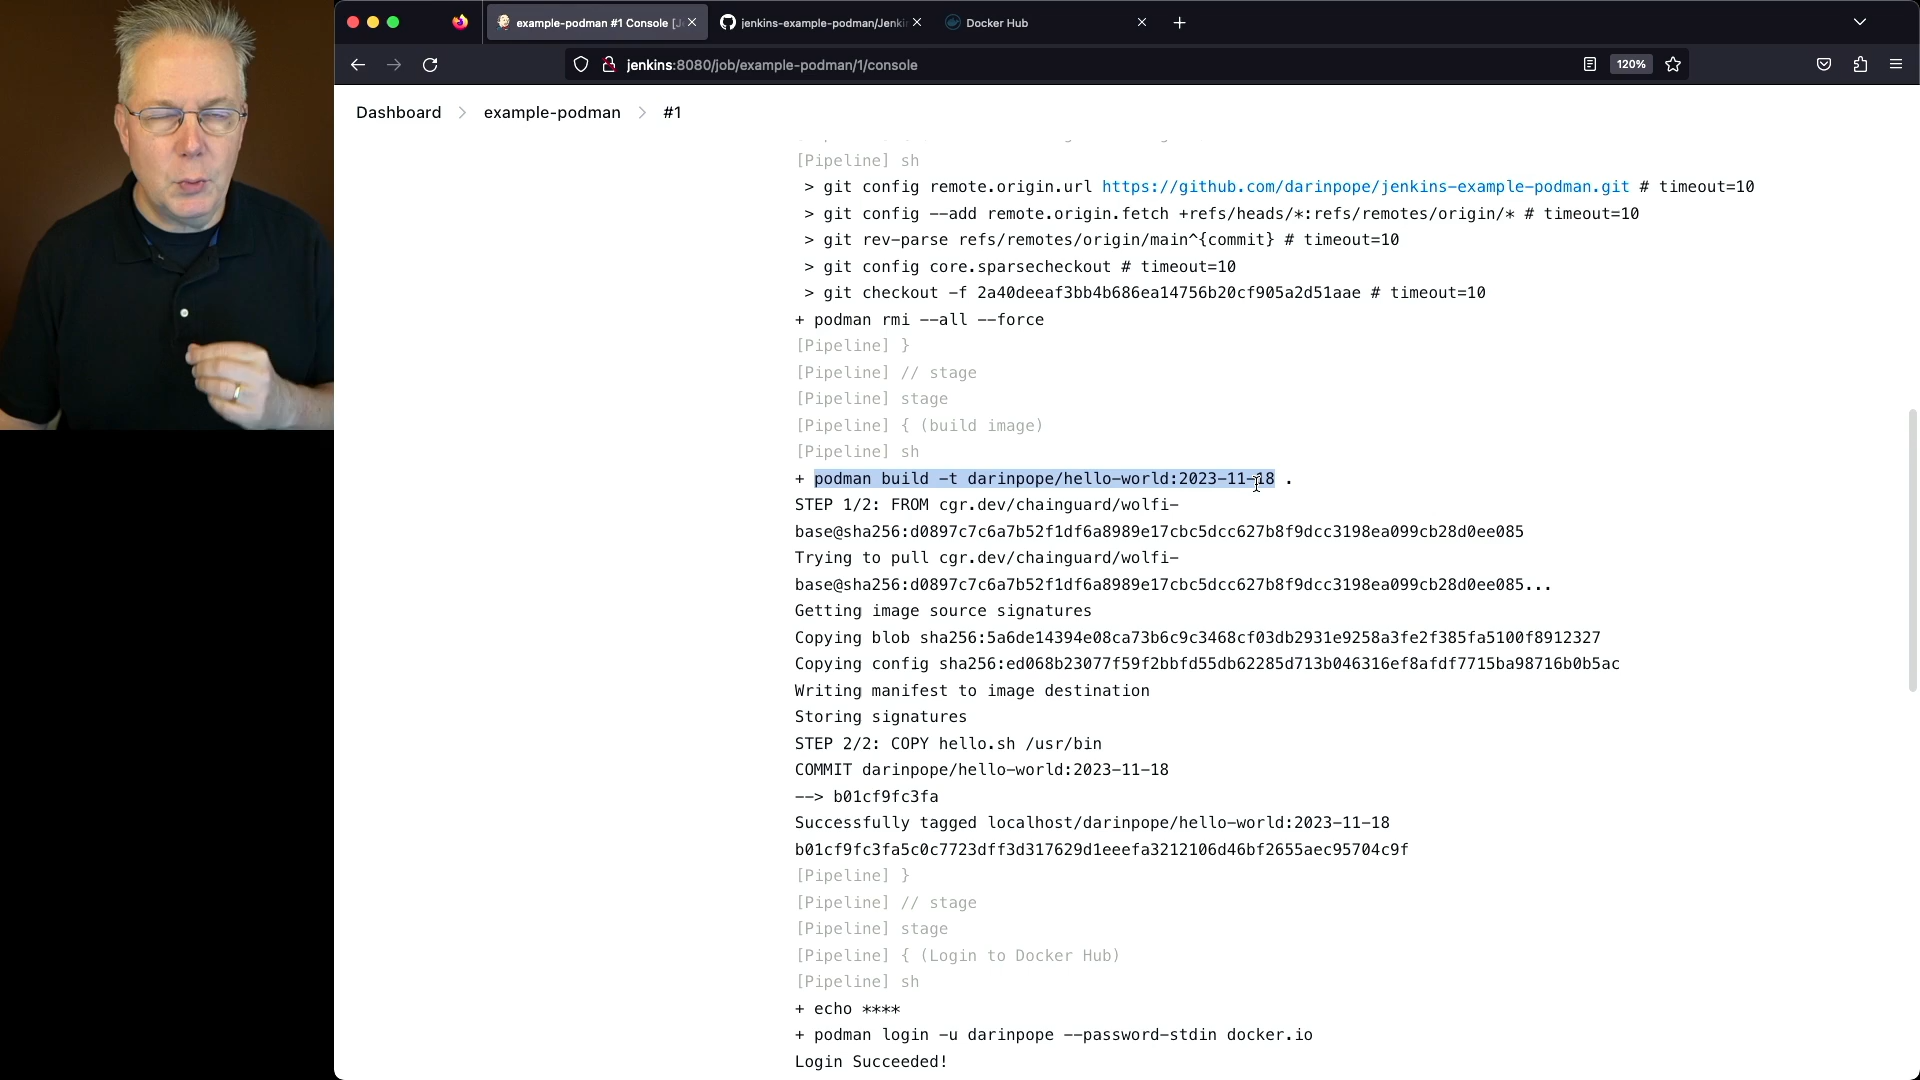 example-podman #1 Console [Je
jenkins-example-podman/Jenki
Docker Hub
jenkins:8080/job/example-podman/1/console
120%
Dashboard
example-podman
#1
[Pipeline] sh
> git config remote.origin.url https://github.com/darinpope/jenkins-example-podman.git # timeout=10
> git config --add remote.origin.fetch +refs/heads/*:refs/remotes/origin/* # timeout=10
> git rev-parse refs/remotes/origin/main^{commit} # timeout=10
> git config core.sparsecheckout # timeout=10
> git checkout -f 2a40deeaf3bb4b686ea14756b20cf905a2d51aae # timeout=10
+ podman rmi --all --force
[Pipeline] }
[Pipeline] // stage
[Pipeline] stage
[Pipeline] { (build image)
[Pipeline] sh
+ podman build -t darinpope/hello-world:2023-11-18 .
STEP 1/2: FROM cgr.dev/chainguard/wolfi-
base@sha256:d0897c7c6a7b52f1df6a8989e17cbc5dcc627b8f9dcc3198ea099cb28d0ee085
Trying to pull cgr.dev/chainguard/wolfi-
base@sha256:d0897c7c6a7b52f1df6a8989e17cbc5dcc627b8f9dcc3198ea099cb28d0ee085...
Getting image source signatures
Copying blob sha256:5a6de14394e08ca73b6c9c3468cf03db2931e9258a3fe2f385fa5100f8912327
Copying config sha256:ed068b23077f59f2bbfd55db62285d713b046316ef8afdf7715ba98716b0b5ac
Writing manifest to image destination
Storing signatures
STEP 2/2: COPY hello.sh /usr/bin
COMMIT darinpope/hello-world:2023-11-18
--> b01cf9fc3fa
Successfully tagged localhost/darinpope/hello-world:2023-11-18
b01cf9fc3fa5c0c7723dff3d317629d1eeefa3212106d46bf2655aec95704c9f
[Pipeline] }
[Pipeline] // stage
[Pipeline] stage
[Pipeline] { (Login to Docker Hub)
[Pipeline] sh
+ echo ****
+ podman login -u darinpope --password-stdin docker.io
Login Succeeded!